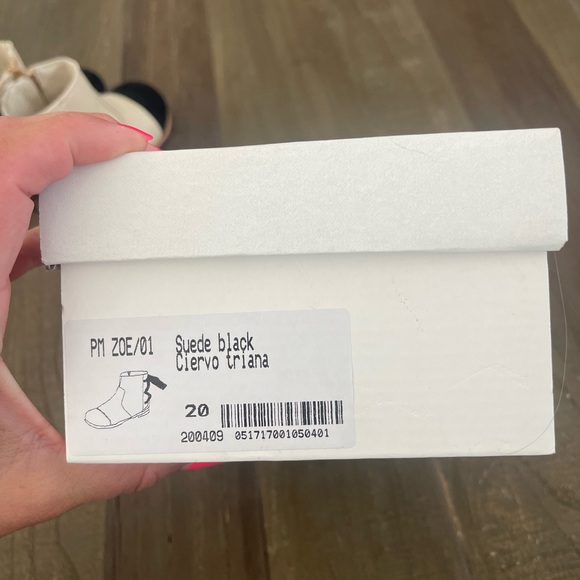 PM ZOE/01 Suede black
Ciervo triana
20
200409 051717001050401